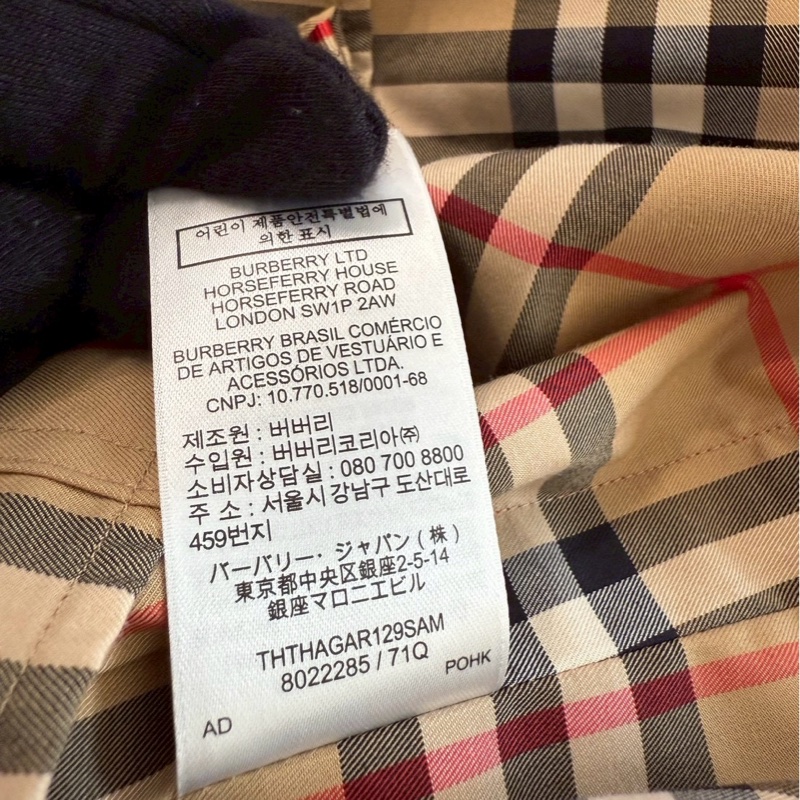 어린이 제품안전특별법에
의한 표시
BURBERRY LTD
HORSEFERRY HOUSE
HORSEFERRY ROAD
LONDON SW1P 2AW
BURBERRY BRASIL COMÉRCIO
DE ARTIGOS DE VESTUÁRIO E
ACESSÓRIOS LTDA.
CNPJ: 10.770.518/0001-68
제조원 : 버버리
수입원 : 버버리코리아㈜
소비자상담실 : 080 700 8800
주 소 : 서울시 강남구 도산대로
459번지
バーバリー・ジャパン(株)
東京都中央区銀座2-5-14
銀座マロニエビル
THTHAGAR129SAM
8022285 / 71Q
POHK
AD